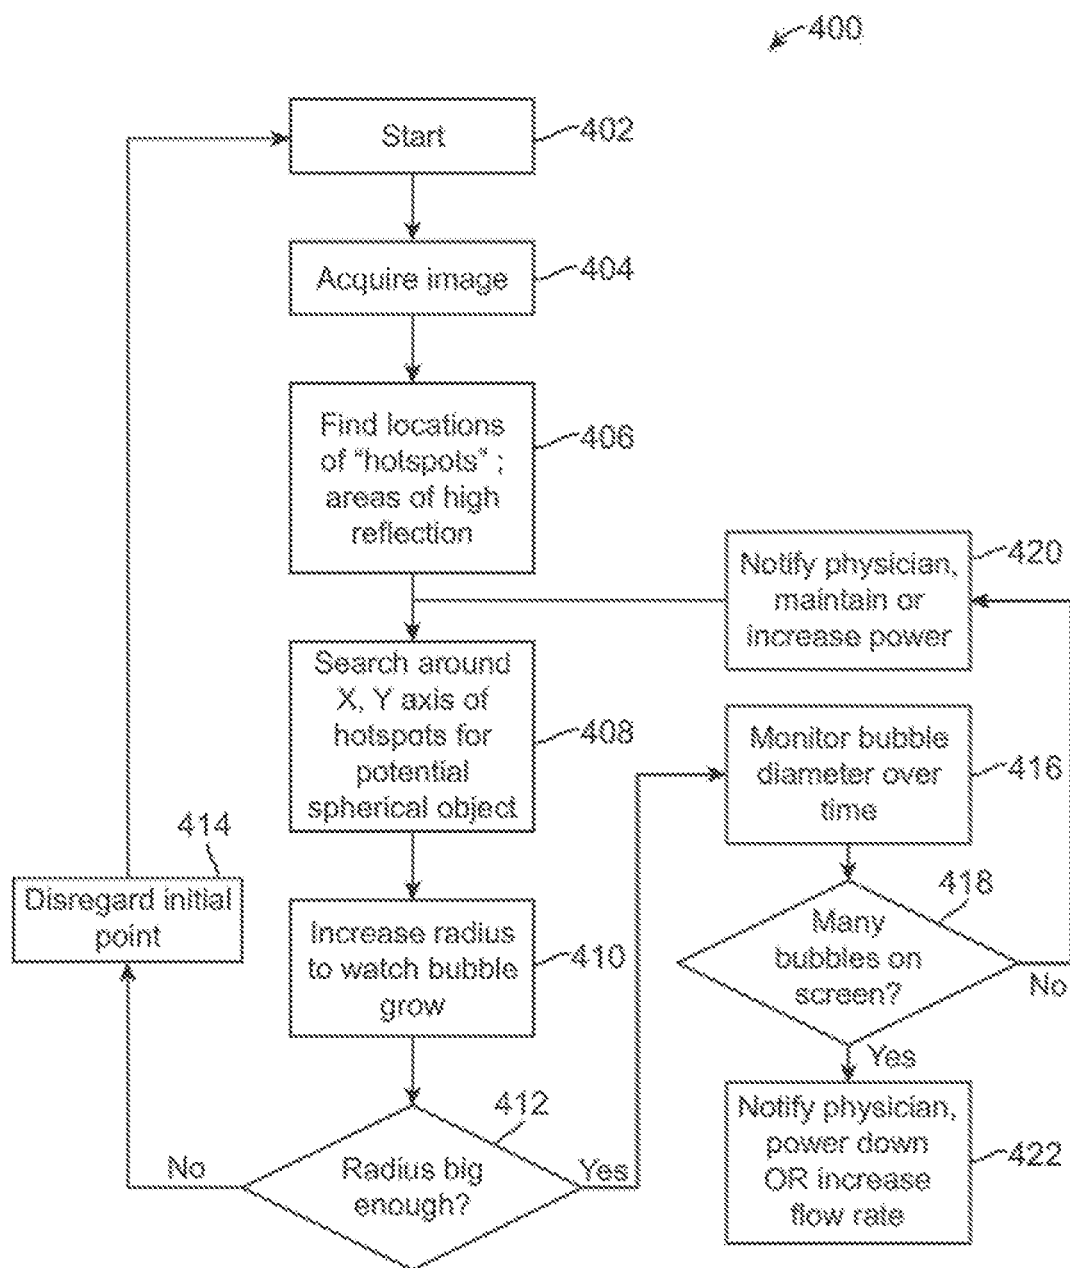 400
Start
402
Acquire image
404
Find locations
of “hotspots” ;
areas of high
reflection
406
Notify physician,
maintain or
increase power
420
Search around
X, Y axis of
hotspots for
potential
spherical object
408
Monitor bubble
diameter over
time
416
414
Disregard initial
point
Increase radius
to watch bubble
grow
410
418
Many
bubbles on
screen?
No
Yes
412
Radius big
enough?
No
Yes
Notify physician,
power down
OR increase
flow rate
422